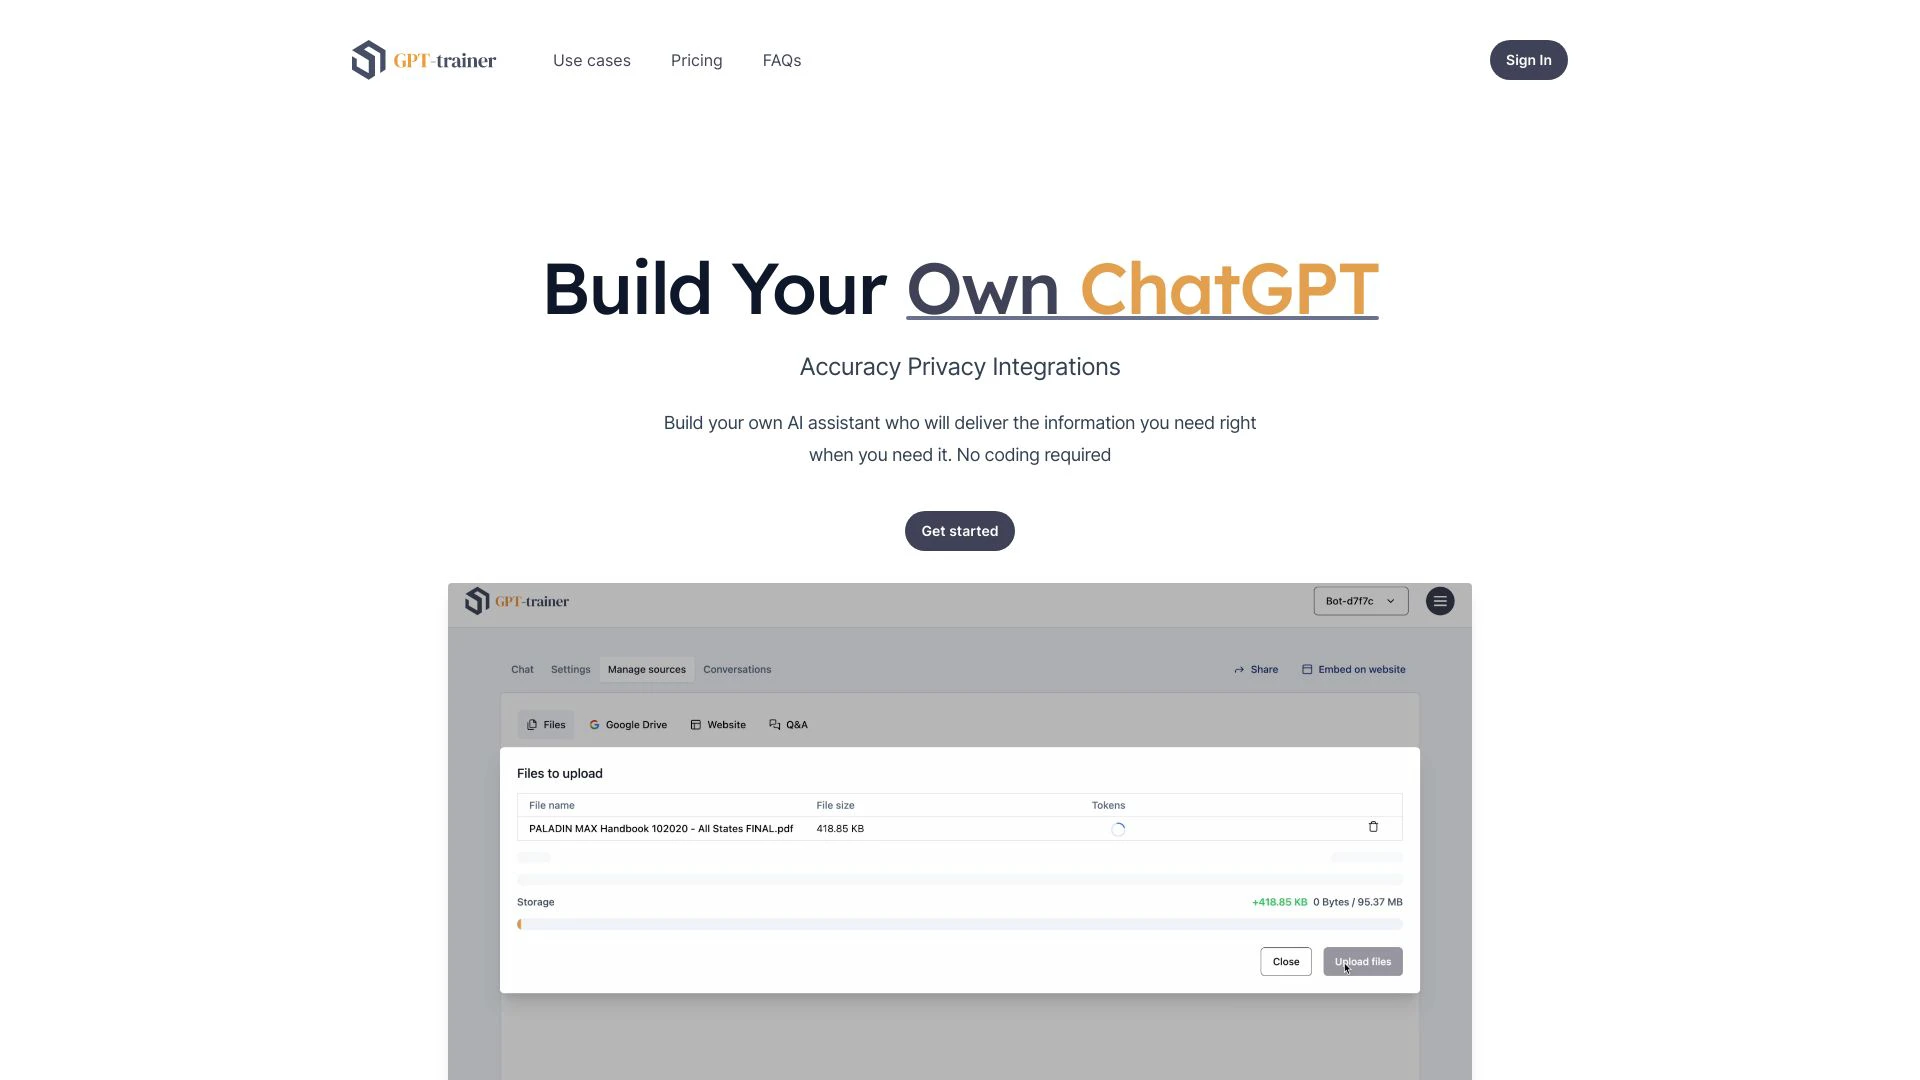 GPT-trainer Use cases Pricing FAQs Sign In
Build Your Own ChatGPT
Accuracy Privacy Integrations
Build your own AI assistant who will deliver the information you need right
when you need it. No coding required
Get started
GPT-trainer Bot-d7f7c
Chat Settings Manage sources Conversations Share Embed on website
Files Google Drive Website Q&A
Files to upload
File name File size Tokens
PALADIN MAX Handbook 102020 - All States FINAL.pdf 418.85 KB
Storage +418.85 KB 0 Bytes / 95.37 MB
Close Upload files